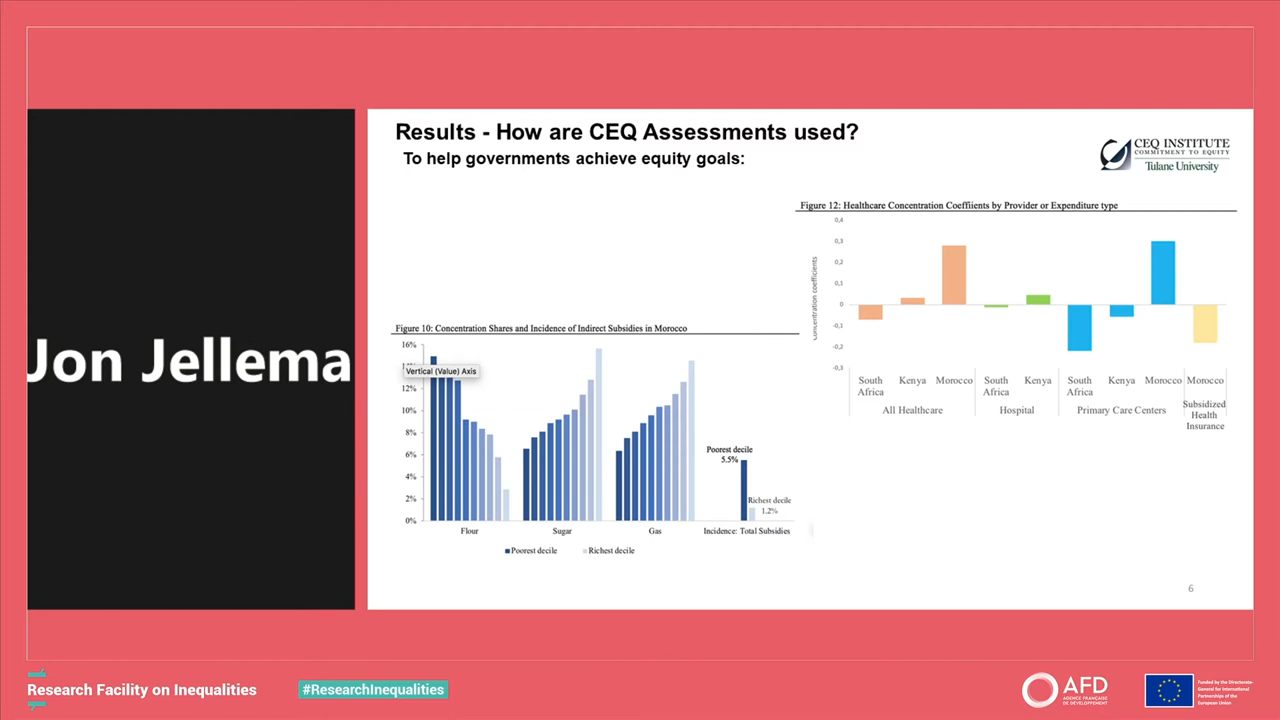 Jon Jellema
Results - How are CEQ Assessments used?
To help governments achieve equity goals:
CEQ INSTITUTE
COMMITMENT TO EQUITY
Tulane University
Figure 12: Healthcare Concentration Coeffiients by Provider or Expenditure type
Concentration coefficients
0,4
0,3
0,2
0,1
0
-0,1
-0,2
-0,3
South Africa
Kenya
Morocco
South Africa
Kenya
South Africa
Kenya
Morocco
Morocco
All Healthcare
Hospital
Primary Care Centers
Subsidized
Health
Insurance
Figure 10: Concentration Shares and Incidence of Indirect Subsidies in Morocco
16%
Vertical (Value) Axis
12%
10%
8%
6%
4%
2%
0%
Poorest decile
5.5%
Richest decile
1.2%
Flour
Sugar
Gas
Incidence: Total Subsidies
Poorest decile
Richest decile
6
Research Facility on Inequalities
#ResearchInequalities
AFD
AGENCE FRANÇAISE
DE DÉVELOPPEMENT
Funded by the Directorate-
General for International
Partnerships of the
European Union